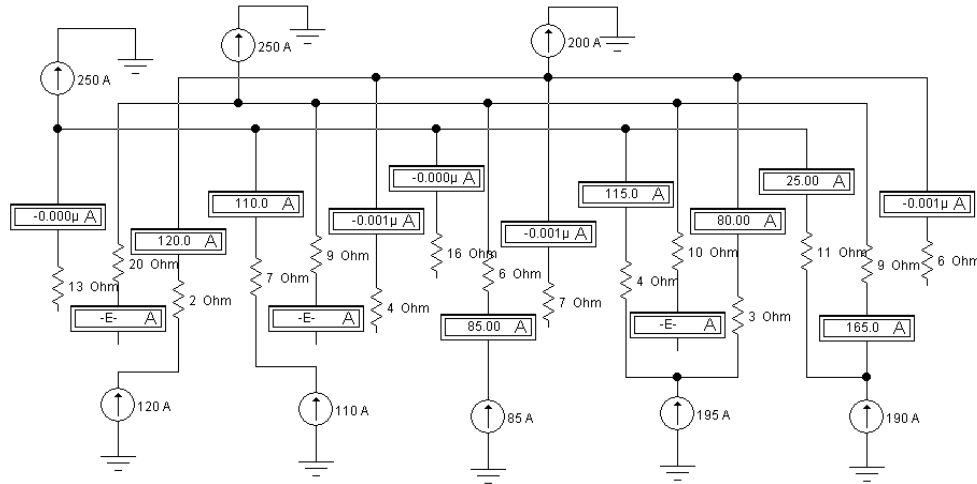 250 A
250 A
200 A
-0.000µ A
120.0 A
110.0 A
-0.001µ A
-0.000µ A
-0.001µ A
115.0 A
80.00 A
25.00 A
-0.001µ A
13 Ohm
20 Ohm
2 Ohm
7 Ohm
9 Ohm
4 Ohm
16 Ohm
6 Ohm
7 Ohm
4 Ohm
10 Ohm
3 Ohm
11 Ohm
9 Ohm
6 Ohm
-E- A
-E- A
85.00 A
-E- A
165.0 A
120 A
110 A
85 A
195 A
190 A